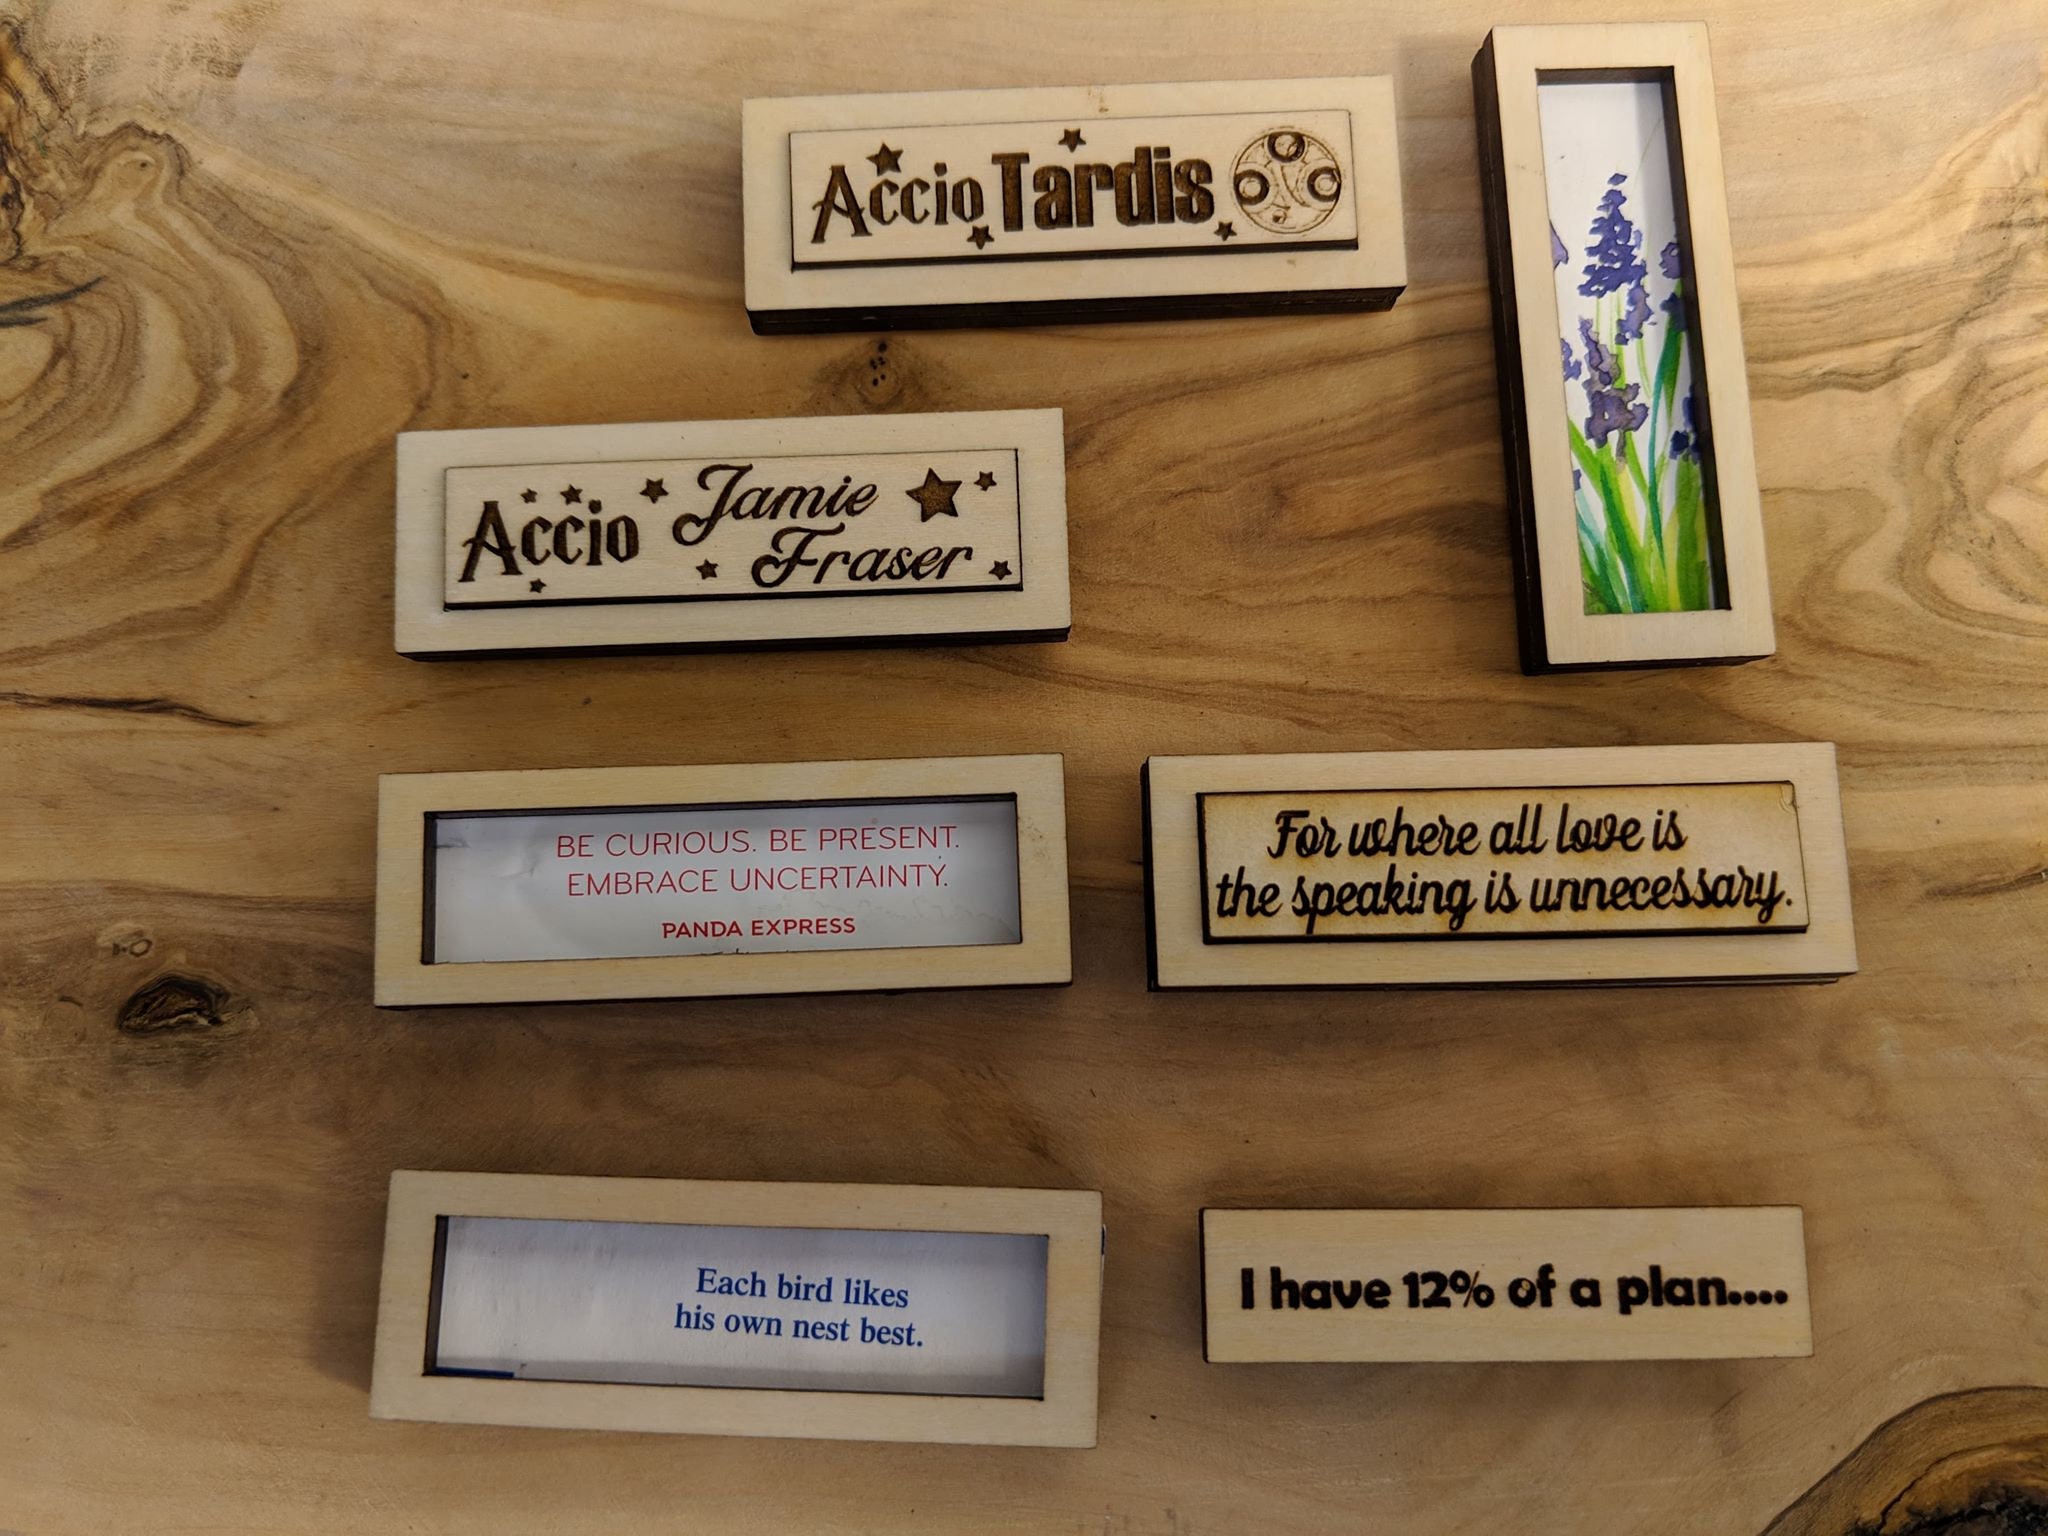 Accio Tardis
Accio Jamie
Fraser
BE CURIOUS. BE PRESENT.
EMBRACE UNCERTAINTY.
PANDA EXPRESS
For where all love is
the speaking is unnecessary.
Each bird likes
his own nest best.
I have 12% of a plan....